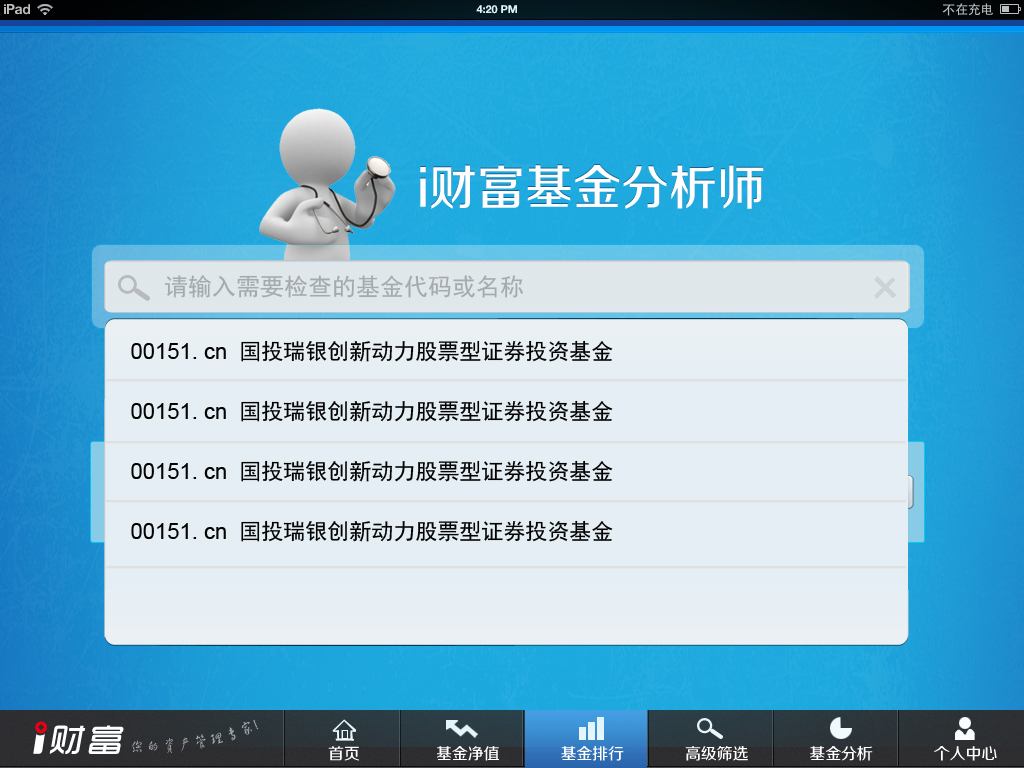 iPad 4:20 PM 不在充电
i财富基金分析师
请输入需要检查的基金代码或名称
00151.cn 国投瑞银创新动力股票型证券投资基金
00151.cn 国投瑞银创新动力股票型证券投资基金
00151.cn 国投瑞银创新动力股票型证券投资基金
00151.cn 国投瑞银创新动力股票型证券投资基金
i财富 您的资产管理专家! 首页 基金净值 基金排行 高级筛选 基金分析 个人中心